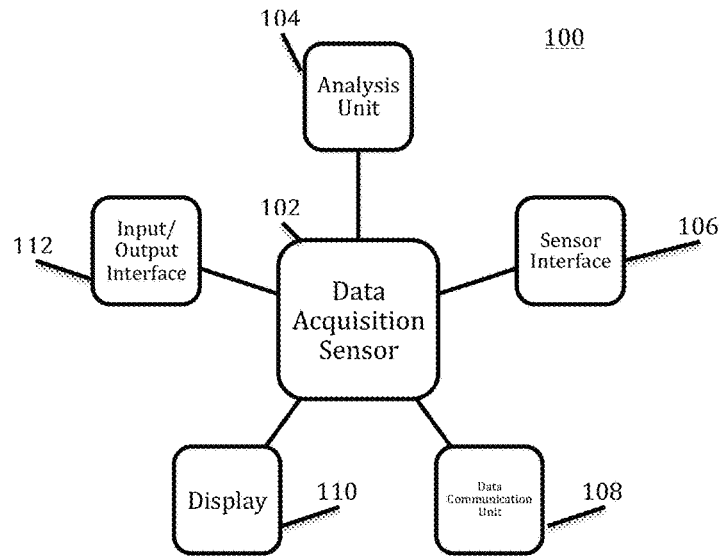 104
100
Analysis
Unit
102
112
Input/
Output
Interface
Sensor
Interface
106
Data
Acquisition
Sensor
Display
110
Data
Communication
Unit
108